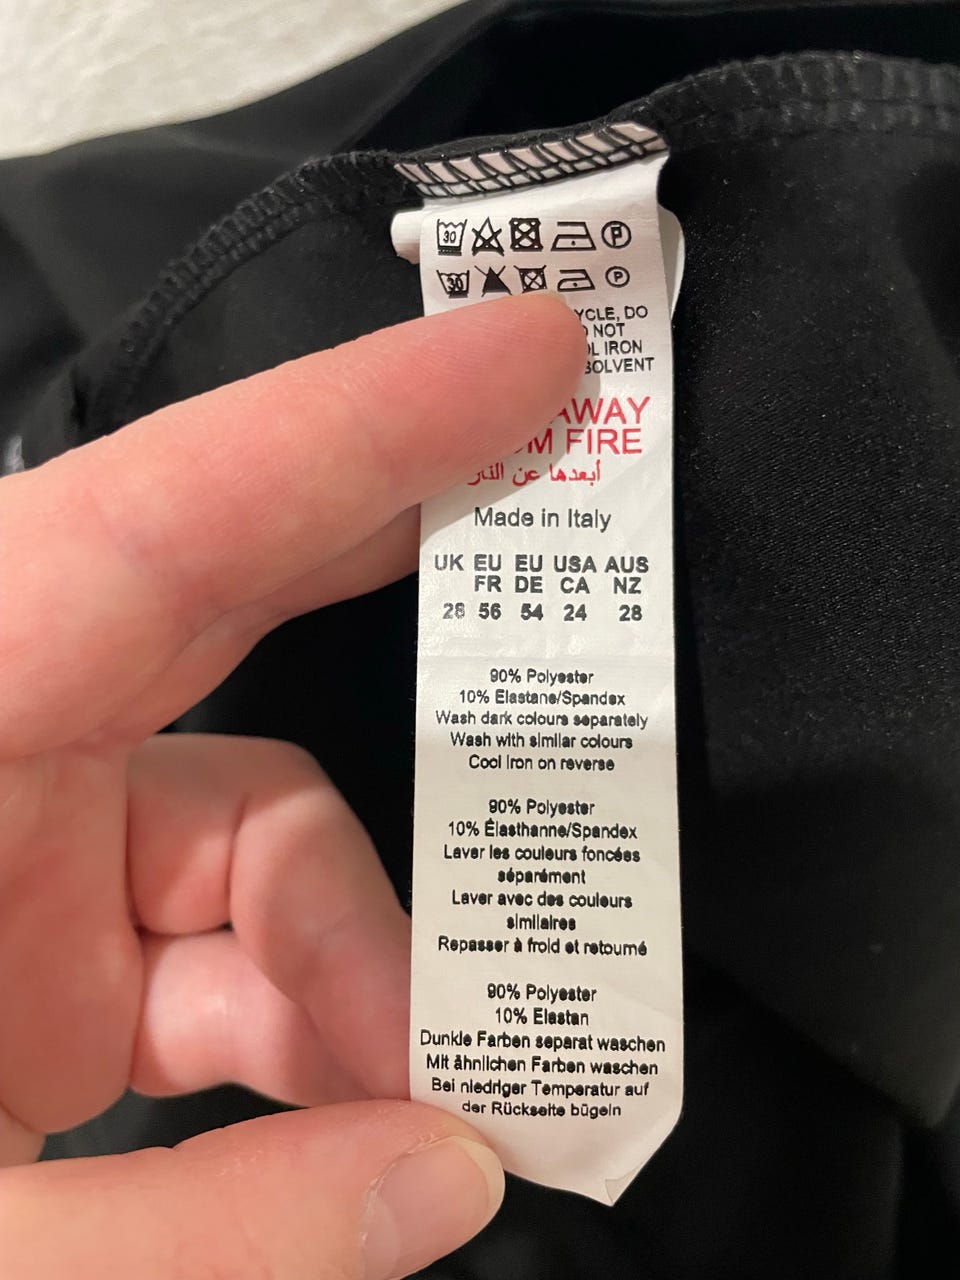 30 P
30 P
YCLE, DO
NOT
IRON
SOLVENT
AWAY
FIRE
أبعدها عن النار
Made in Italy
UK EU EU USA AUS
FR DE CA NZ
28 56 54 24 28
90% Polyester
10% Elastane/Spandex
Wash dark colours separately
Wash with similar colours
Cool Iron on reverse
90% Polyester
10% Élasthanne/Spandex
Laver les couleurs foncées
séparément
Laver avec des couleurs
similaires
Repasser à froid et retourné
90% Polyester
10% Elastan
Dunkle Farben separat waschen
Mit ähnlichen Farben waschen
Bei niedriger Temperatur auf
der Rückseite bügeln